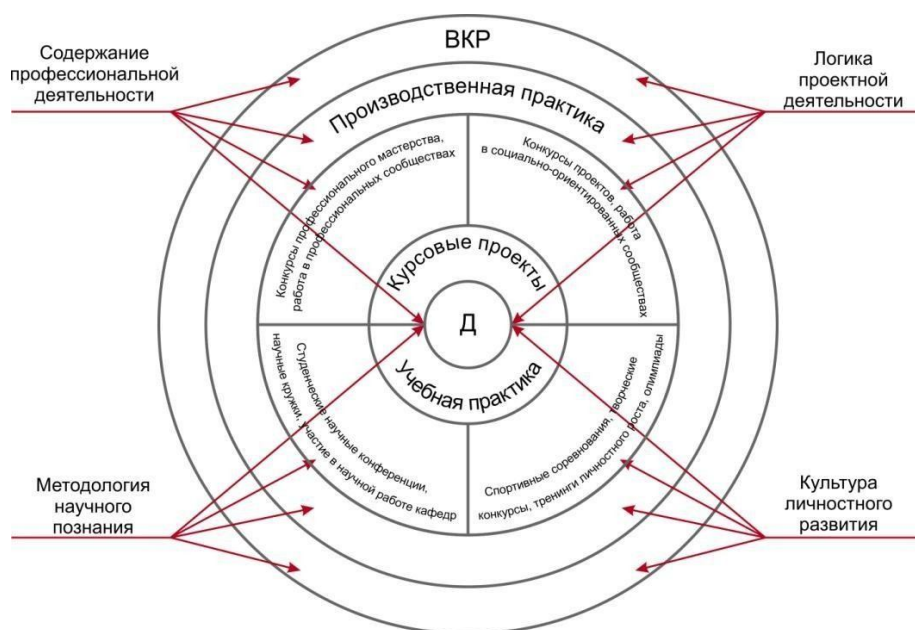 ВКР
Содержание
профессиональной
деятельности
Логика
проектной
деятельности
Производственная практика
Конкурсы профессионального мастерства,
работа в профессиональных сообществах
Конкурсы проектов, работа
в социально-ориентированных сообществах
Курсовые проекты
Д
Учебная практика
Студенческие научные конференции,
научные кружки, участие в научной работе кафедр
Спортивные соревнования, творческие
конкурсы, тренинги личностного роста, олимпиады
Методология
научного
познания
Культура
личностного
развития